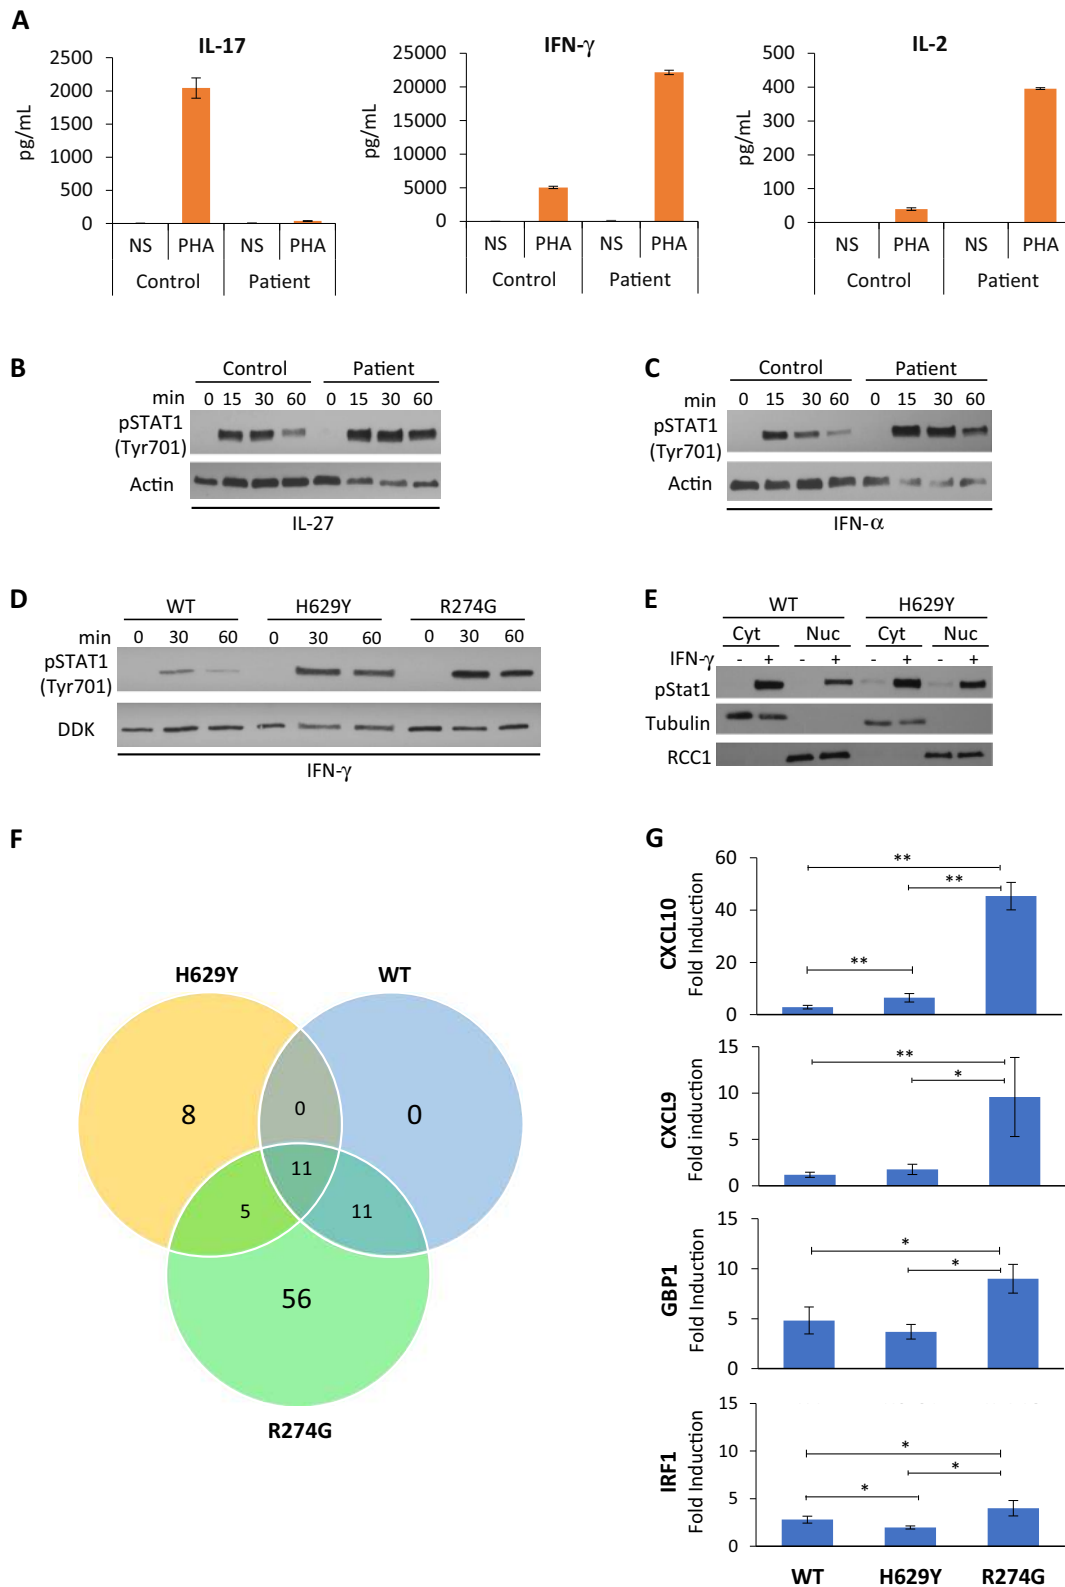 A
IL-17
IFN-γ
IL-2
pg/mL
2500
2000
1500
1000
500
0
NS PHA NS PHA
Control Patient
pg/mL
25000
20000
15000
10000
5000
0
NS PHA NS PHA
Control Patient
pg/mL
500
400
300
200
100
0
NS PHA NS PHA
Control Patient
B
Control Patient
min 0 15 30 60 0 15 30 60
pSTAT1
(Tyr701)
Actin
IL-27
C
Control Patient
min 0 15 30 60 0 15 30 60
pSTAT1
(Tyr701)
Actin
IFN-α
D
WT H629Y R274G
min 0 30 60 0 30 60 0 30 60
pSTAT1
(Tyr701)
DDK
IFN-γ
E
WT H629Y
Cyt Nuc Cyt Nuc
IFN-γ - + - + - + - +
pStat1
Tubulin
RCC1
F
H629Y WT
8 0 0
11
5 11
56
R274G
G
CXCL10
Fold Induction
60
40
20
0
**
**
**
CXCL9
Fold induction
15
10
5
0
**
*
GBP1
Fold Induction
15
10
5
0
*
*
IRF1
Fold Induction
15
10
5
0
*
*
*
WT H629Y R274G